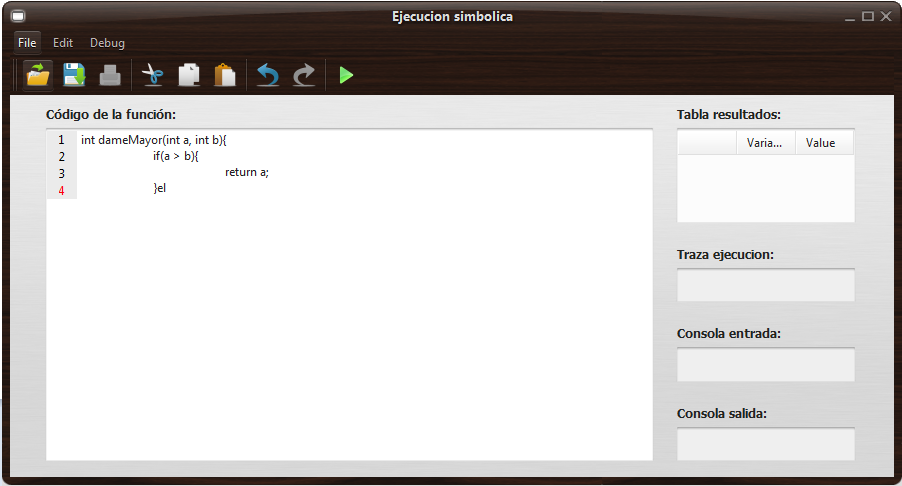 Ejecucion simbolica
File Edit Debug
Código de la función:
1 int dameMayor(int a, int b){
2 if(a > b){
3 return a;
4 }el
Tabla resultados:
Varia... Value
Traza ejecucion:
Consola entrada:
Consola salida: